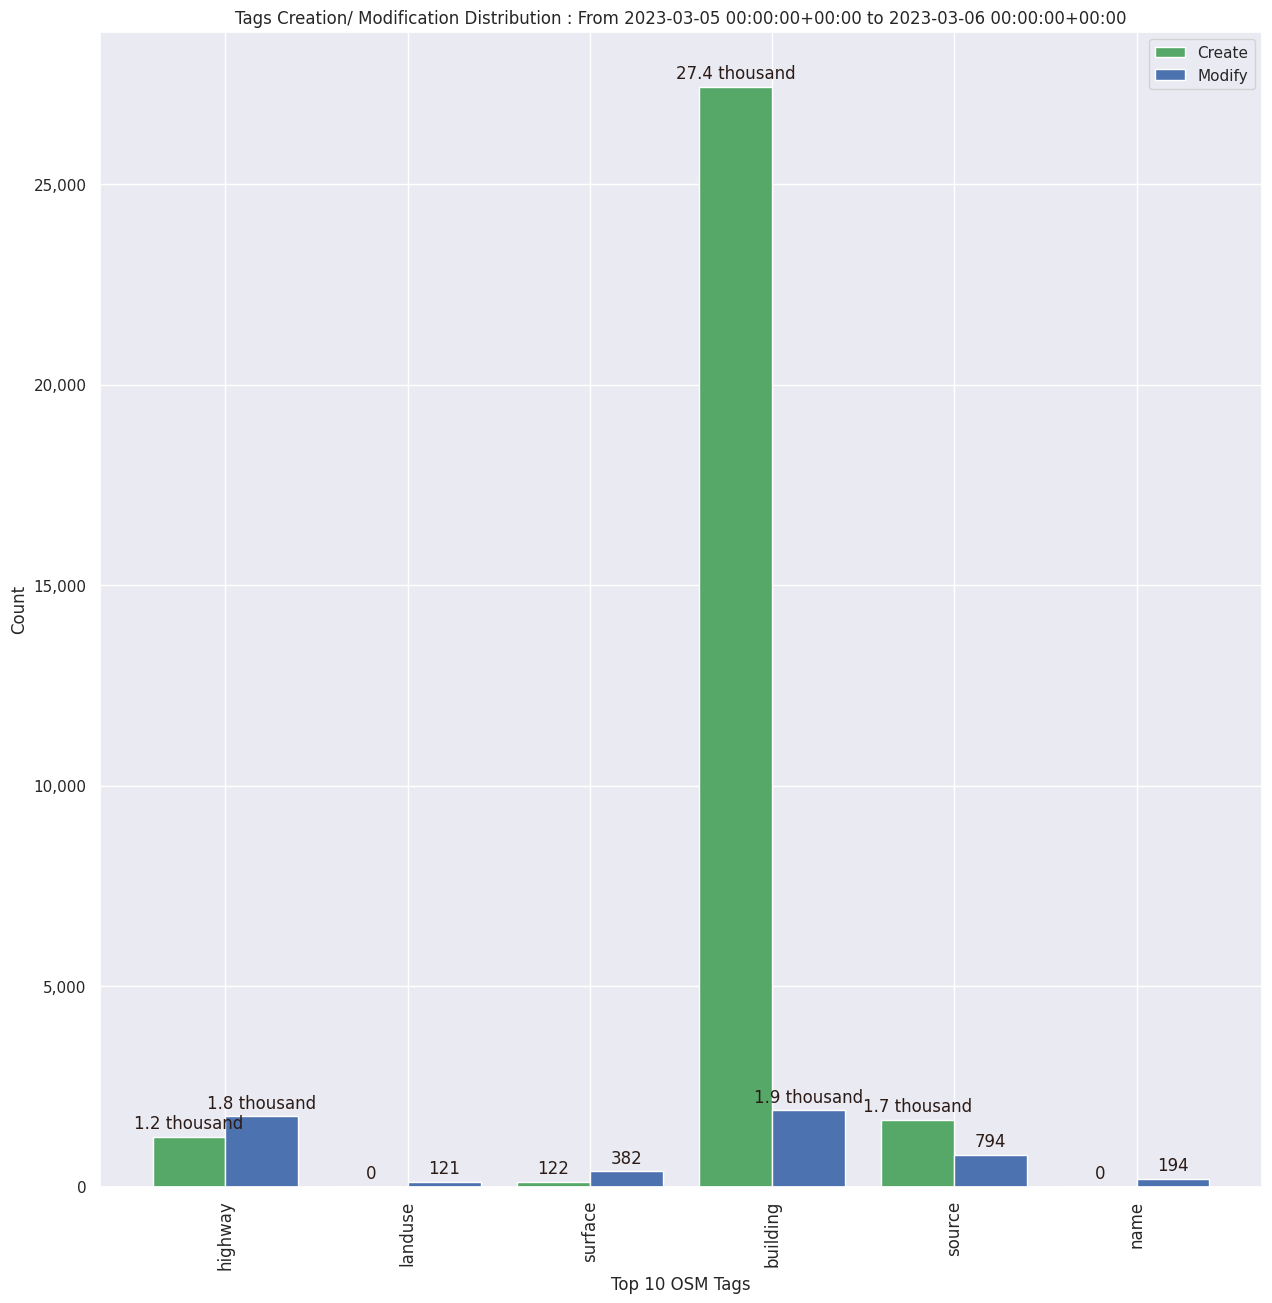 Tags Creation/ Modification Distribution : From 2023-03-05 00:00:00+00:00 to 2023-03-06 00:00:00+00:00
Create
Modify
27.4 thousand
25,000
20,000
15,000
10,000
5,000
0
Count
1.2 thousand
1.8 thousand
0
121
122
382
1.9 thousand
1.7 thousand
794
0
194
highway
landuse
surface
building
source
name
Top 10 OSM Tags